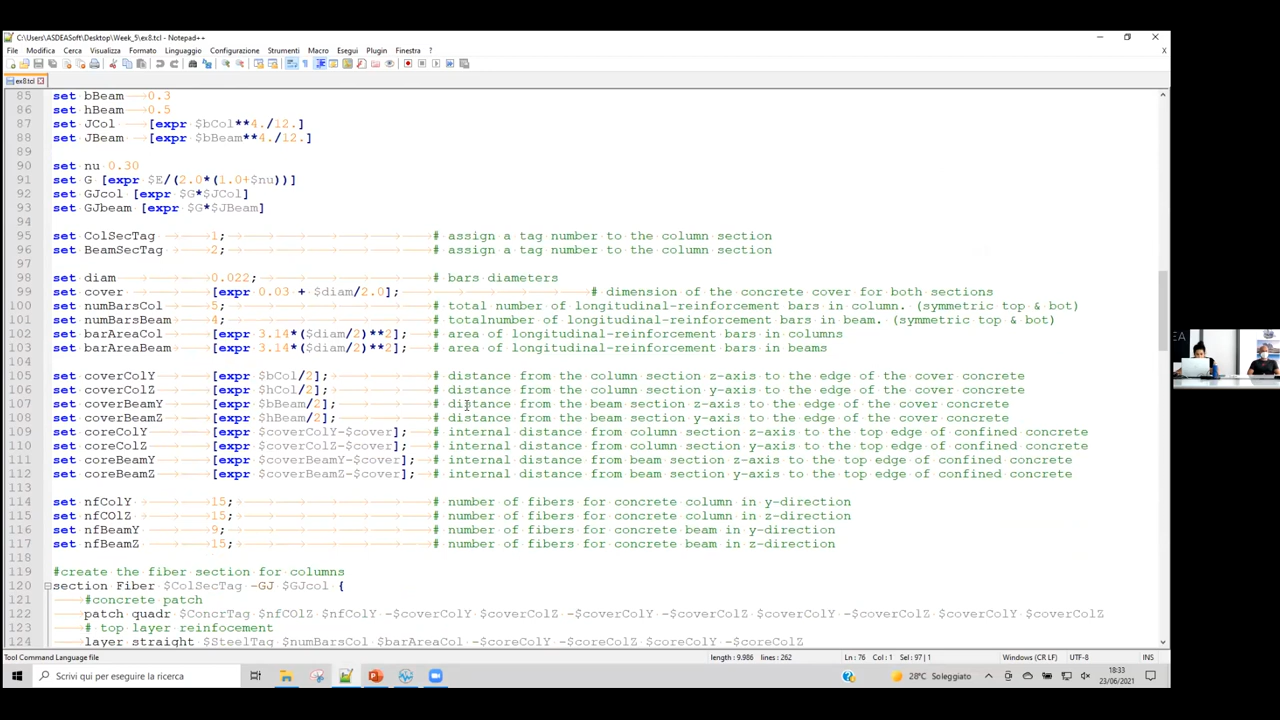 C:\Users\ASDEASoft\Desktop\Week_5\ex8.tcl - Notepad++
File Modifica Cerca Visualizza Formato Linguaggio Configurazione Strumenti Macro Esegui Plugin Finestra ?
X
ex8.tcl
85 set bBeam 0.3
86 set hBeam 0.5
87 set JCol [expr $bCol**4./12.]
88 set JBeam [expr $bBeam**4./12.]
89
90 set nu 0.30
91 set G [expr $E/(2.0*(1.0+$nu))]
92 set GJcol [expr $G*$JCol]
93 set GJbeam [expr $G*$JBeam]
94
95 set ColSecTag 1; # assign a tag number to the column section
96 set BeamSecTag 2; # assign a tag number to the column section
97
98 set diam 0.022; # bars diameters
99 set cover [expr 0.03 + $diam/2.0]; # dimension of the concrete cover for both sections
100 set numBarsCol 5; # total number of longitudinal-reinforcement bars in column. (symmetric top & bot)
101 set numBarsBeam 4; # totalnumber of longitudinal-reinforcement bars in beam. (symmetric top & bot)
102 set barAreaCol [expr 3.14*($diam/2)**2]; # area of longitudinal-reinforcement bars in columns
103 set barAreaBeam [expr 3.14*($diam/2)**2]; # area of longitudinal-reinforcement bars in beams
104
105 set coverColY [expr $bCol/2]; # distance from the column section z-axis to the edge of the cover concrete
106 set coverColZ [expr $hCol/2]; # distance from the column section y-axis to the edge of the cover concrete
107 set coverBeamY [expr $bBeam/2]; # distance from the beam section z-axis to the edge of the cover concrete
108 set coverBeamZ [expr $hBeam/2]; # distance from the beam section y-axis to the edge of the cover concrete
109 set coreColY [expr $coverColY-$cover]; # internal distance from column section z-axis to the top edge of confined concrete
110 set coreColZ [expr $coverColZ-$cover]; # internal distance from column section y-axis to the top edge of confined concrete
111 set coreBeamY [expr $coverBeamY-$cover]; # internal distance from beam section z-axis to the top edge of confined concrete
112 set coreBeamZ [expr $coverBeamZ-$cover]; # internal distance from beam section y-axis to the top edge of confined concrete
113
114 set nfColY 15; # number of fibers for concrete column in y-direction
115 set nfCOlZ 15; # number of fibers for concrete column in z-direction
116 set nfBeamY 9; # number of fibers for concrete beam in y-direction
117 set nfBeamZ 15; # number of fibers for concrete beam in z-direction
118
119 #create the fiber section for columns
120 section Fiber $ColSecTag -GJ $GJcol {
121 #concrete patch
122 patch quadr $ConcrTag $nfCOlZ $nfColY -$coverColY $coverColZ -$coverColY -$coverColZ $coverColY -$coverColZ $coverColY $coverColZ
123 # top layer reinfocement
124 layer straight $SteelTag $numBarsCol $barAreaCol -$coreColY -$coreColZ $coreColY -$coreColZ
Tool Command Language file length : 9.986 lines : 262 Ln : 76 Col : 1 Sel : 97 | 1 Windows (CR LF) UTF-8 INS
Scrivi qui per eseguire la ricerca 28°C Soleggiato 18:33
23/06/2021